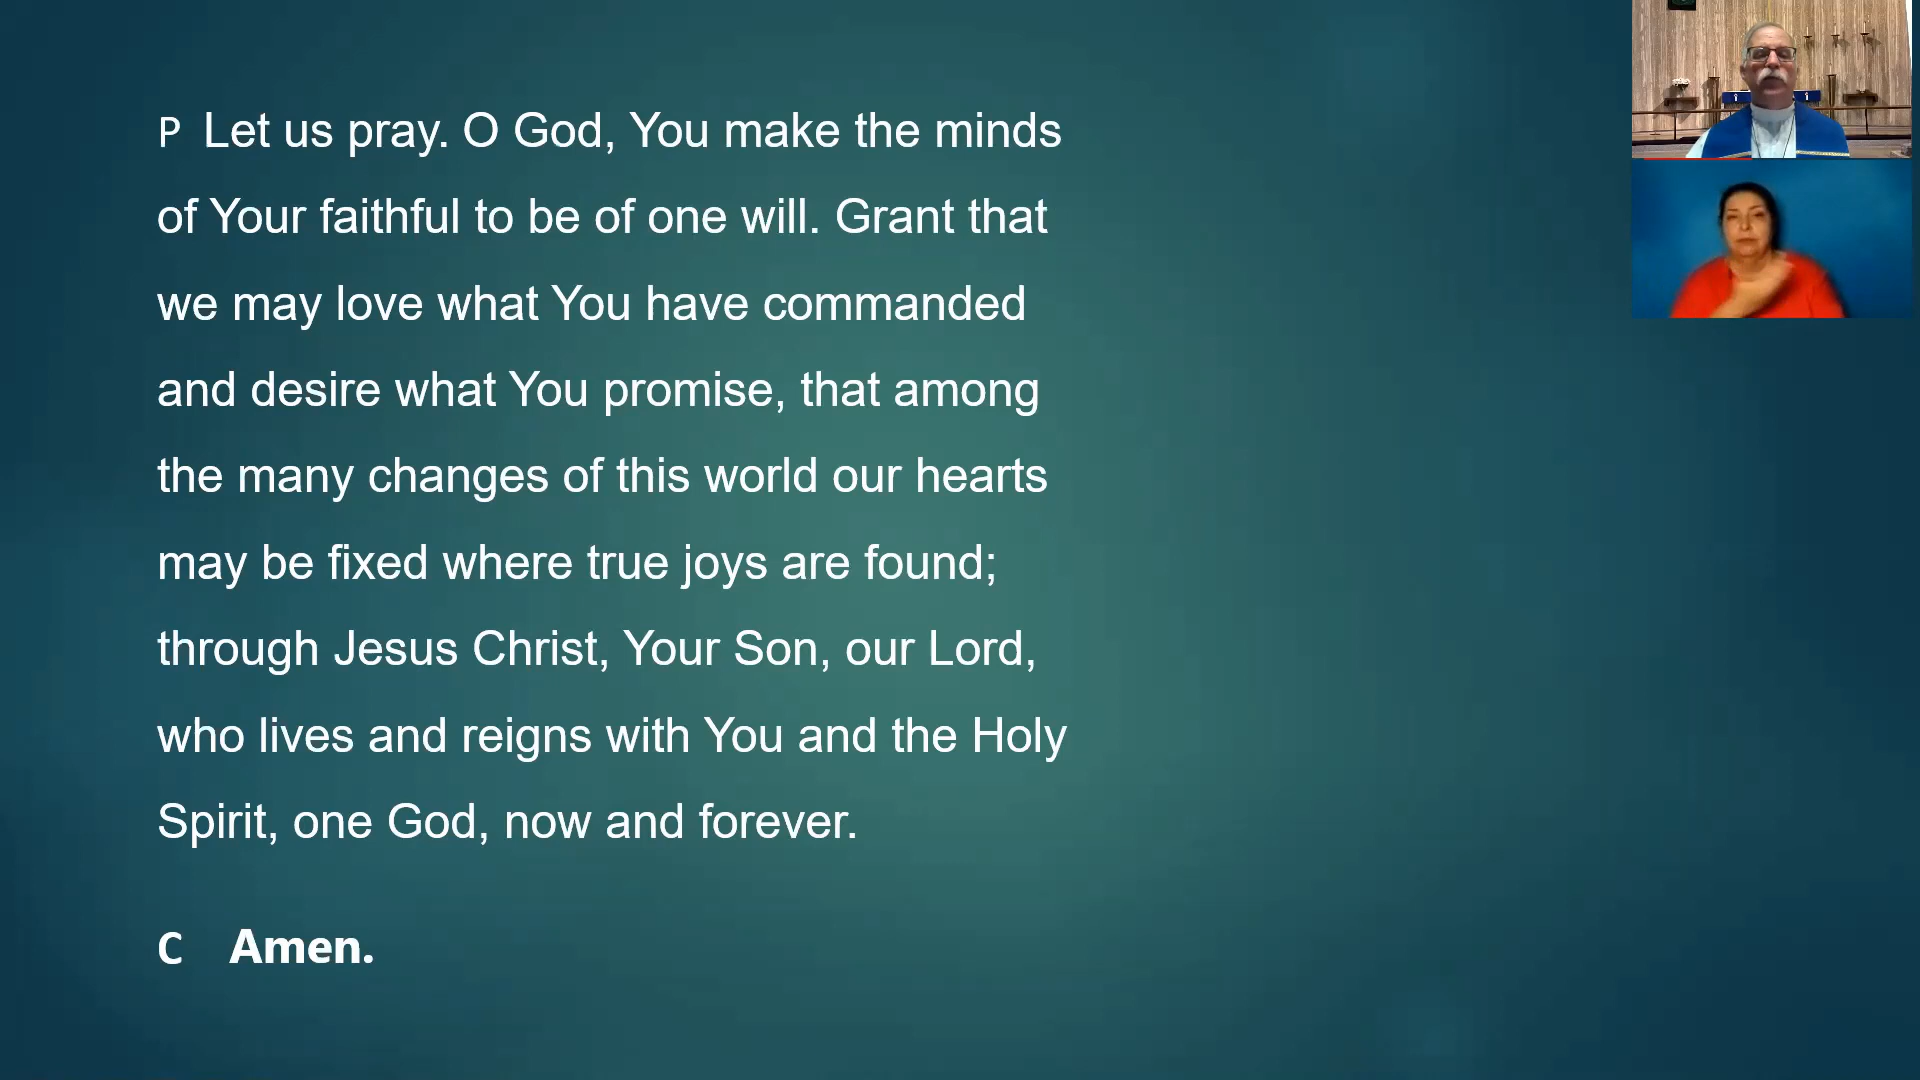 P Let us pray. O God, You make the minds
of Your faithful to be of one will. Grant that
we may love what You have commanded
and desire what You promise, that among
the many changes of this world our hearts
may be fixed where true joys are found;
through Jesus Christ, Your Son, our Lord,
who lives and reigns with You and the Holy
Spirit, one God, now and forever.
C Amen.